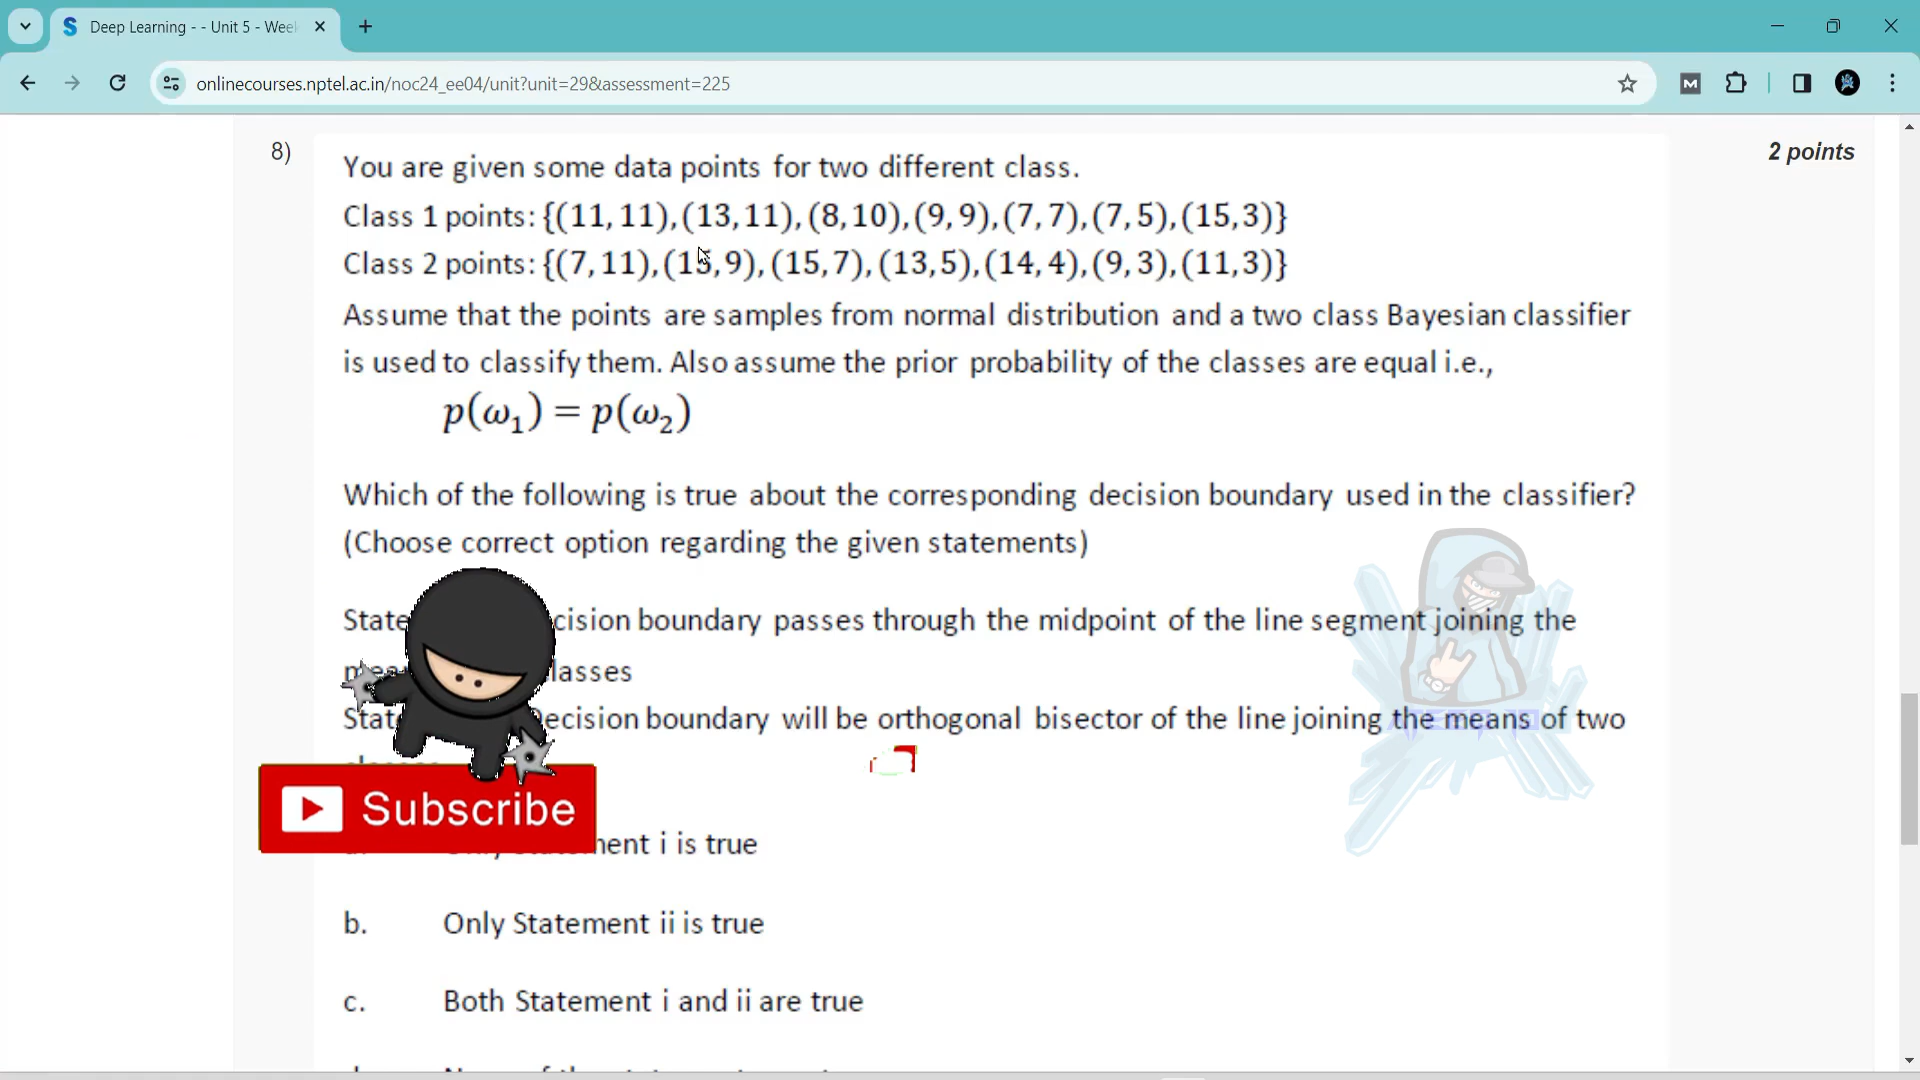 Deep Learning - - Unit 5 - Week
onlinecourses.nptel.ac.in/noc24_ee04/unit?unit=29&assessment=225
8)
2 points
You are given some data points for two different class.
Class 1 points: {(11, 11), (13, 11), (8, 10), (9, 9), (7, 7), (7, 5), (15, 3)}
Class 2 points: {(7, 11), (15, 9), (15, 7), (13, 5), (14, 4), (9, 3), (11, 3)}
Assume that the points are samples from normal distribution and a two class Bayesian classifier
is used to classify them. Also assume the prior probability of the classes are equal i.e.,
p(ω₁) = p(ω₂)
Which of the following is true about the corresponding decision boundary used in the classifier?
(Choose correct option regarding the given statements)
State cision boundary passes through the midpoint of the line segment joining the
lasses
Stat ecision boundary will be orthogonal bisector of the line joining the means of two
Subscribe
ment i is true
b. Only Statement ii is true
c. Both Statement i and ii are true